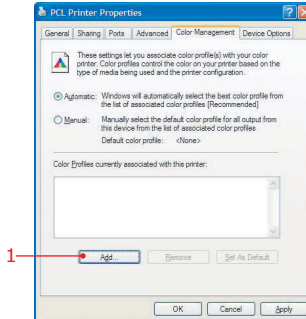 PCL Printer Properties
General Sharing Ports Advanced Color Management Device Options
These settings let you associate color profile(s) with your color
printer. Color profiles control the color on your printer based on the
type of media being used and the printer configuration.
Automatic: Windows will automatically select the best color profile from
the list of associated color profiles [Recommended]
Manual: Manually select the default color profile for all output from
this device from the list of associated color profiles
Default color profile: <None>
Color Profiles currently associated with this printer:
1
Add... Remove Set As Default
OK Cancel Apply